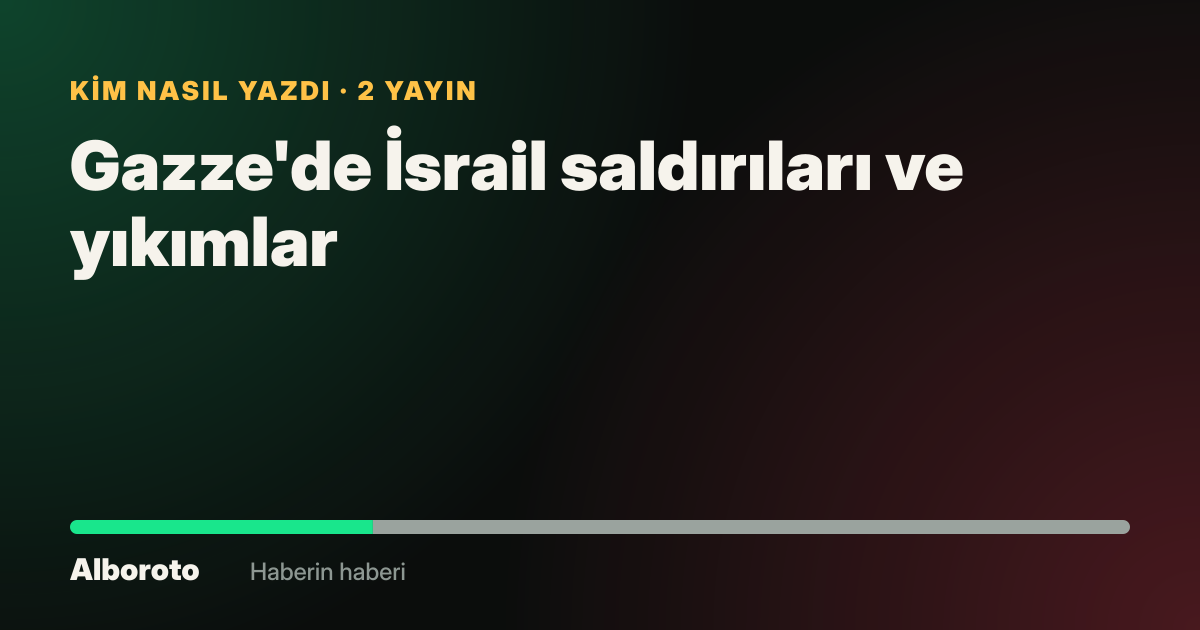 KİM NASIL YAZDI · 2 YAYIN
Gazze'de İsrail saldırıları ve
yıkımlar
Alboroto
Haberin haberi